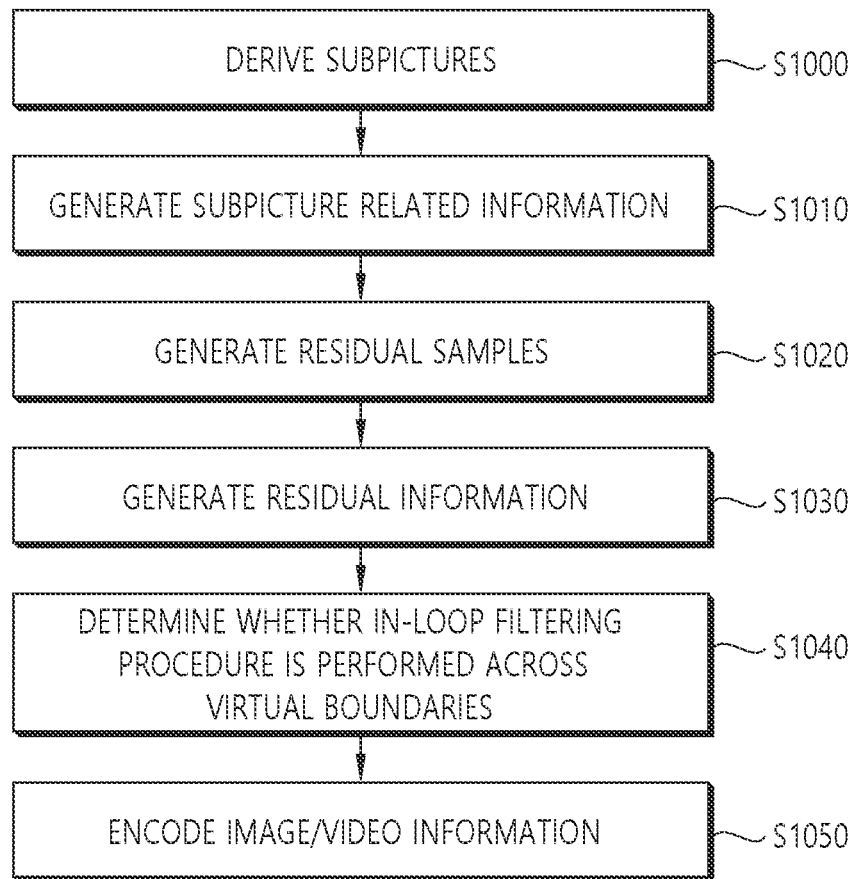 DERIVE SUBPICTURES
S1000
GENERATE SUBPICTURE RELATED INFORMATION
S1010
GENERATE RESIDUAL SAMPLES
S1020
GENERATE RESIDUAL INFORMATION
S1030
DETERMINE WHETHER IN-LOOP FILTERING
PROCEDURE IS PERFORMED ACROSS
VIRTUAL BOUNDARIES
S1040
ENCODE IMAGE/VIDEO INFORMATION
S1050